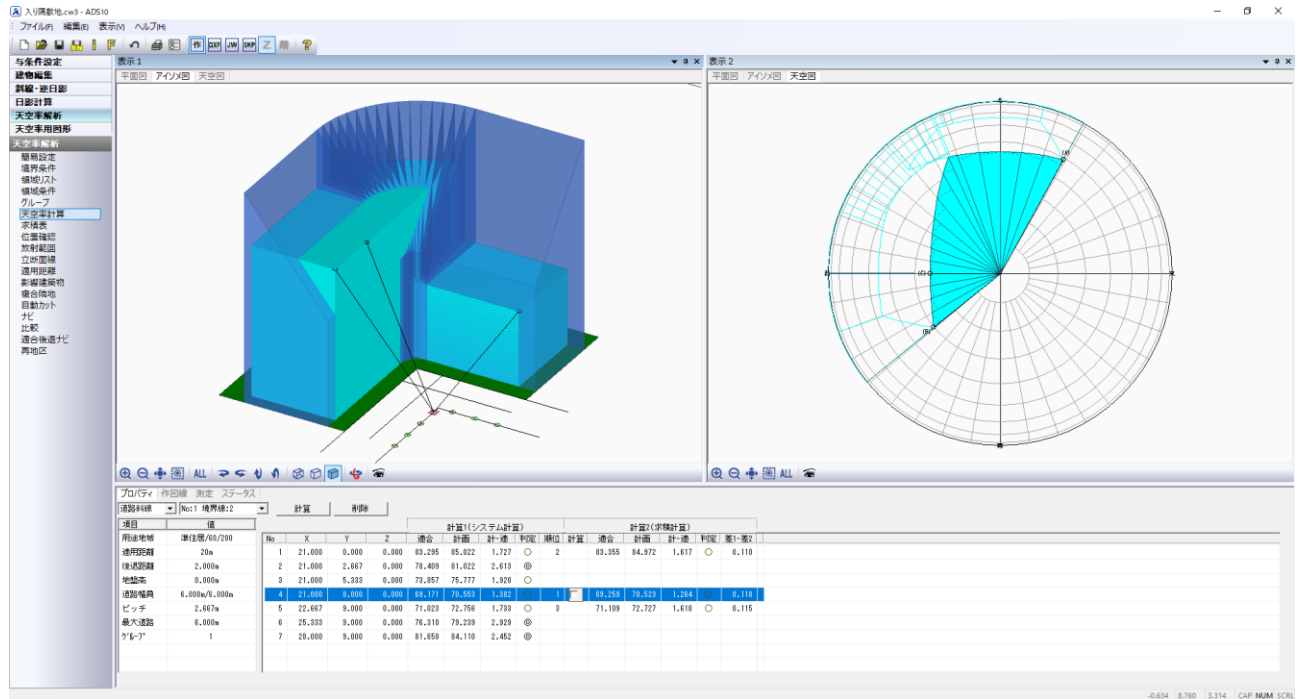 入り隅敷地.cw3 - ADS10
ファイル(F) 編集(E) 表示(V) ヘルプ(H)
作 DXF JW SKP Z
与条件設定
建物編集
斜線・逆日影
日影計算
天空率解析
天空率用図形
天空率解析
簡易設定
境界条件
領域リスト
領域条件
グループ
天空率計算
求積表
位置確認
放射範囲
立断面線
適用距離
影響建築物
複合隣地
自動カット
ナビ
比較
適合後退ナビ
再地区
表示1
平面図 アイソメ図 天空図
ALL
表示2
平面図 アイソメ図 天空図
(A)
(C)
(B)
ALL
プロパティ 作図線 測定 ステータス
道路斜線 No:1 境界線:2 計算 削除
項目 値
用途地域 準住居/60/200
適用距離 20m
後退距離 2.000m
地盤高 0.000m
道路幅員 6.000m/6.000m
ピッチ 2.667m
最大道路 6.000m
グループ 1
計算1(システム計算) 計算2(求積計算)
No X Y Z 適合 計画 計-適 判定 順位 計算 適合 計画 計-適 判定 差1-差2
1 21.000 0.000 0.000 83.295 85.022 1.727 ○ 2 83.355 84.972 1.617 ○ 0.110
2 21.000 2.667 0.000 78.409 81.022 2.613 ◎
3 21.000 5.333 0.000 73.857 75.777 1.920 ○
4 21.000 8.000 0.000 69.171 70.553 1.382 ○ 1 69.259 70.523 1.264 ○ 0.118
5 22.667 9.000 0.000 71.023 72.756 1.733 ○ 3 71.109 72.727 1.618 ○ 0.115
6 25.333 9.000 0.000 76.310 79.239 2.929 ◎
7 28.000 9.000 0.000 81.658 84.110 2.452 ◎
-0.634 8.760 3.314 CAP NUM SCRL